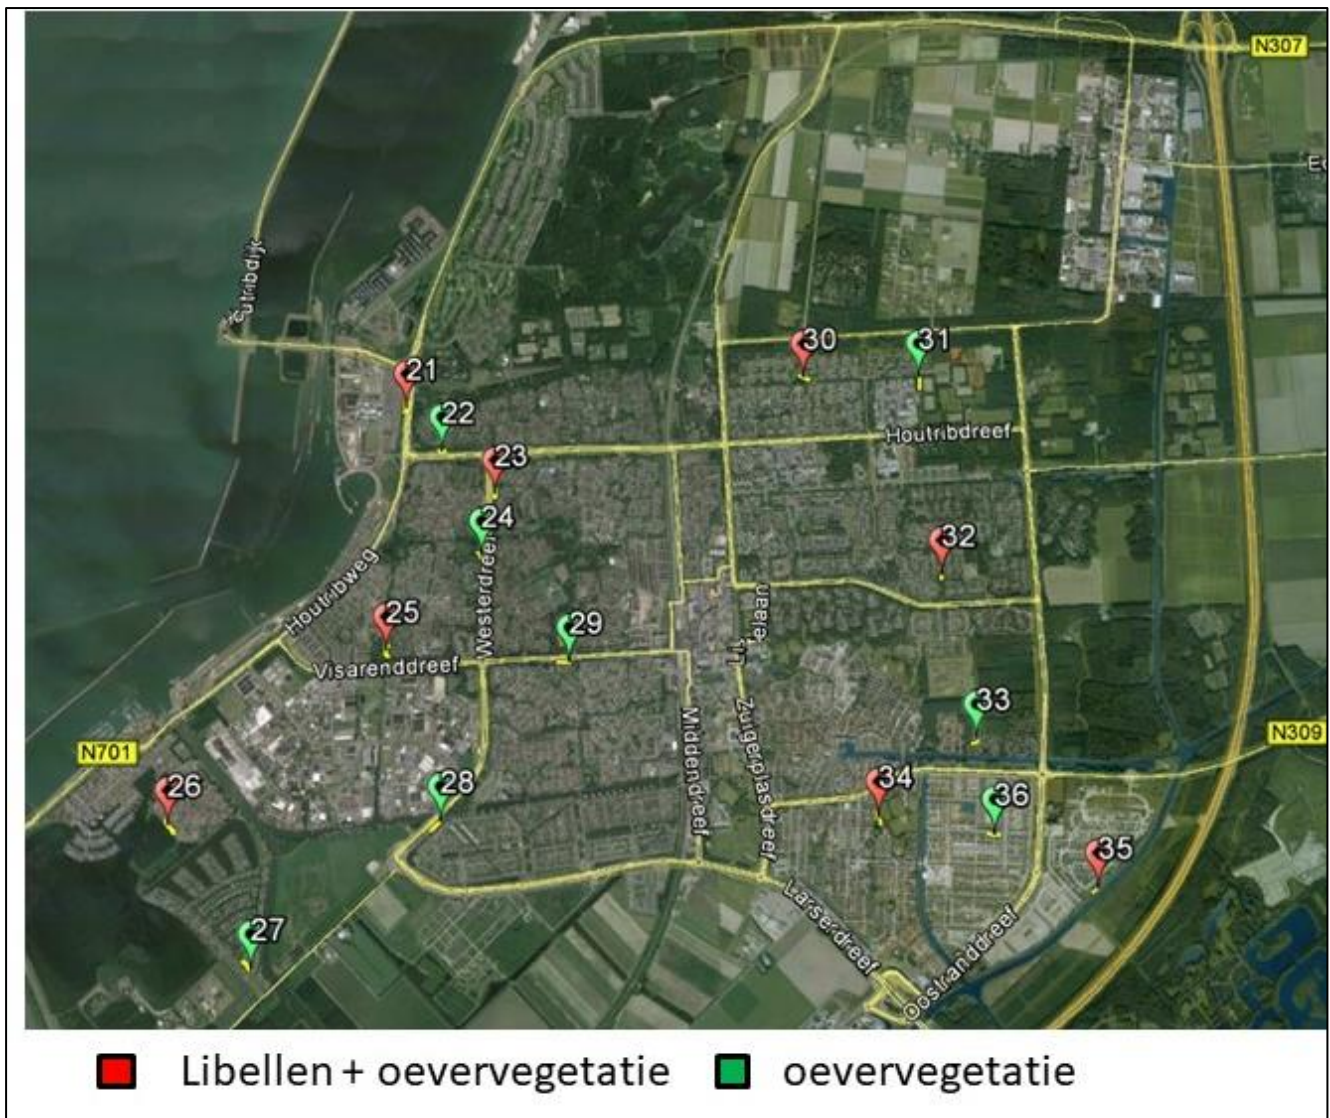 N307
Houtribdijk
30
31
21
22
Houtribdreef
23
24
32
Houtribweg
Westerdreef
25
29
Visarenddreef
33
N701
Middendreef
Zuigerplasdreef
N309
26
28
34
36
35
Larserdreef
27
Oostranddreef
Libellen + oevervegetatie
oevervegetatie